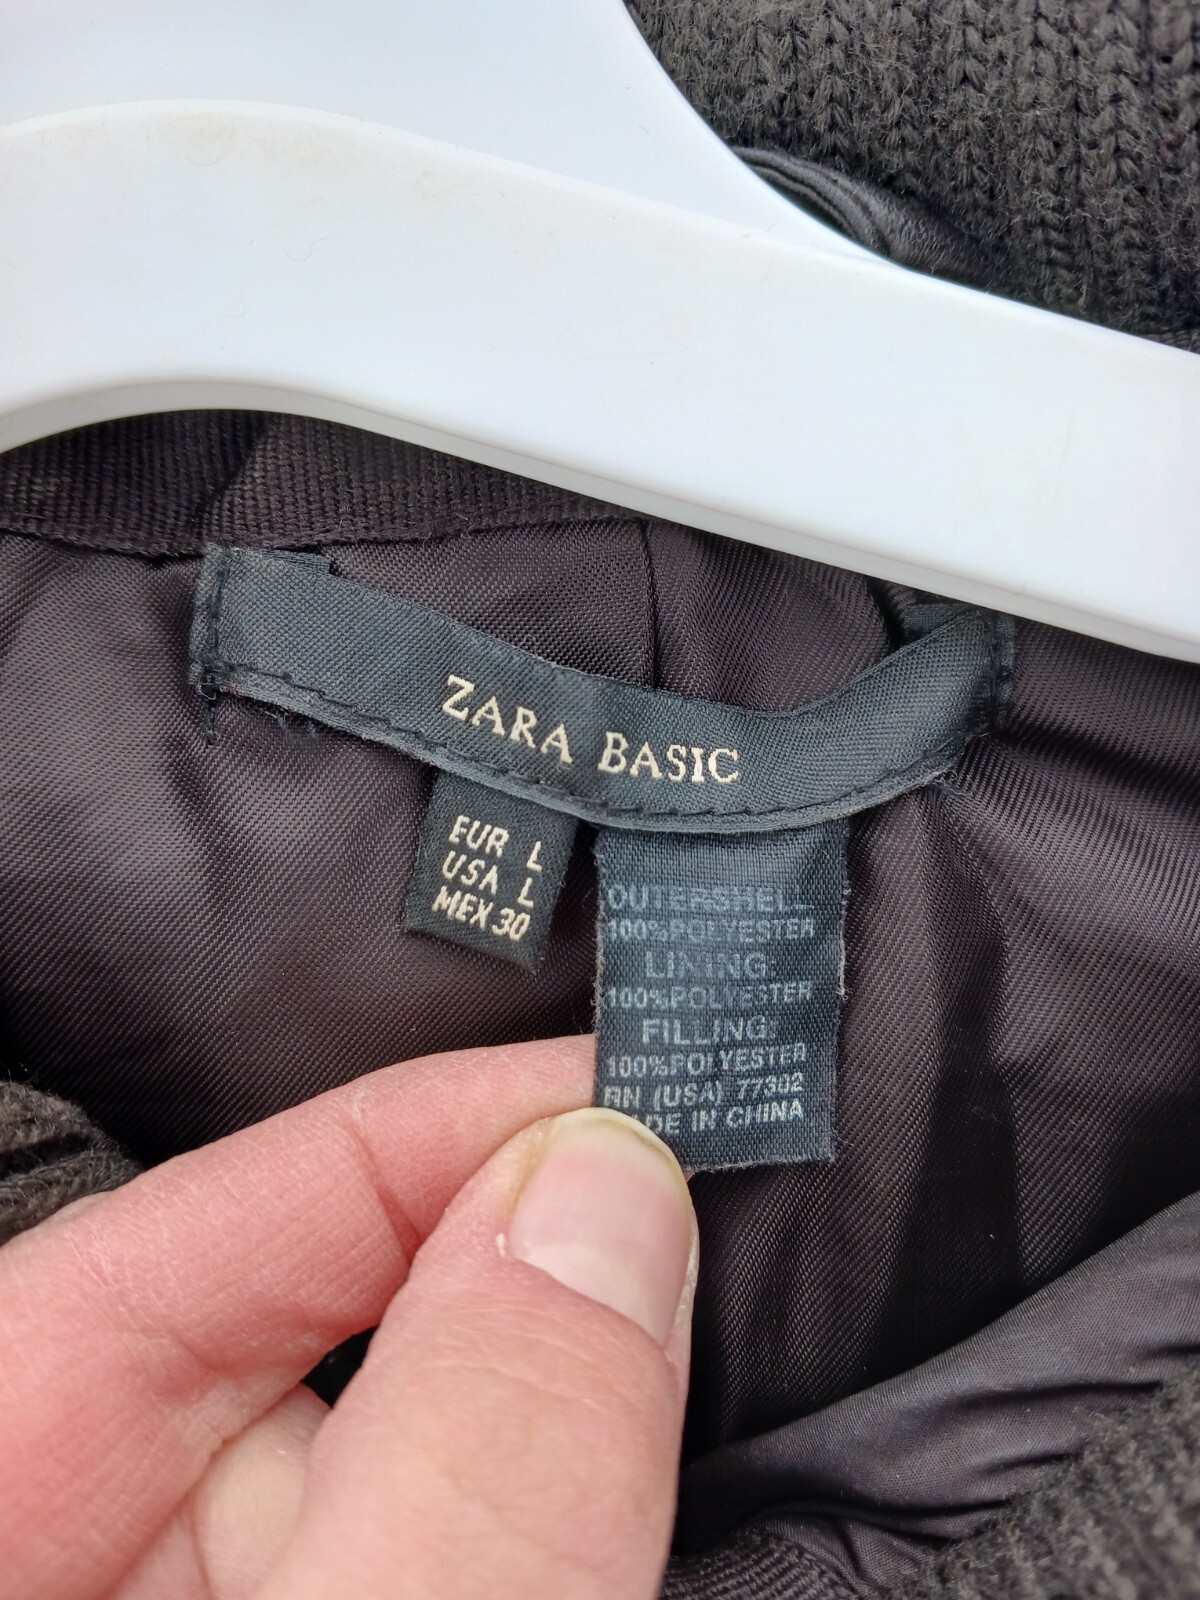 ZARA BASIC
EUR L
USA L
MEX 30
OUTERSHELL
100%POLYESTER
LINING:
100%POLYESTER
FILLING:
100%POLYESTER
RN (USA) 77302
IN CHINA